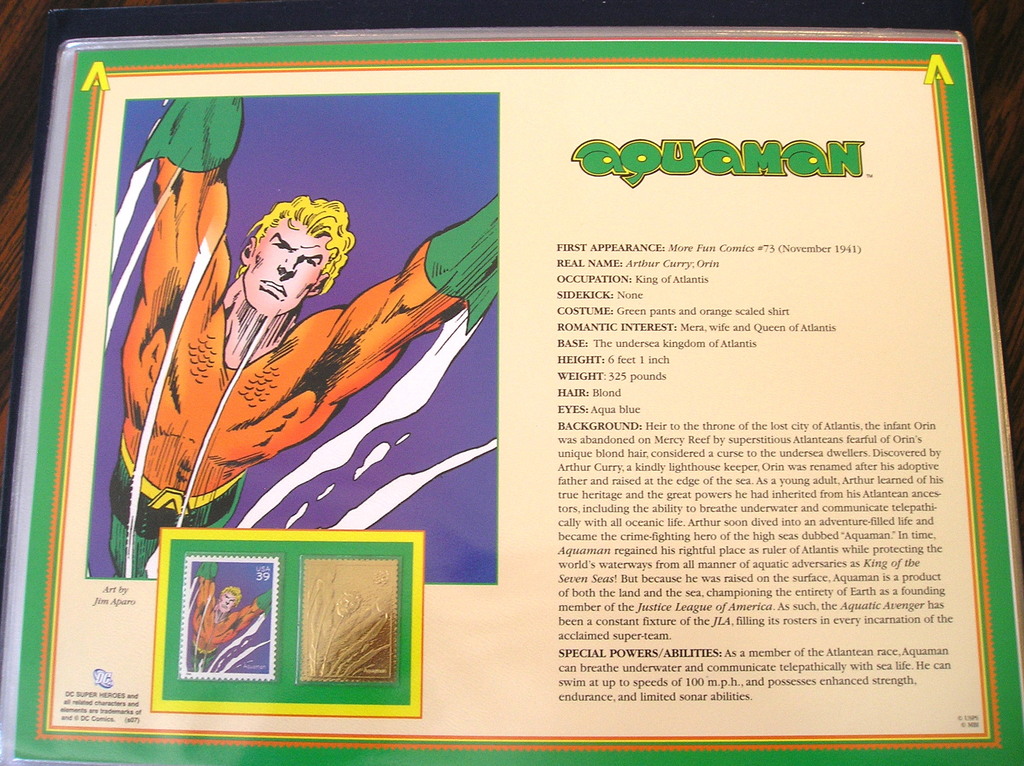 AQUAMAN
™
FIRST APPEARANCE: More Fun Comics #73 (November 1941)
REAL NAME: Arthur Curry; Orin
OCCUPATION: King of Atlantis
SIDEKICK: None
COSTUME: Green pants and orange scaled shirt
ROMANTIC INTEREST: Mera, wife and Queen of Atlantis
BASE: The undersea kingdom of Atlantis
HEIGHT: 6 feet 1 inch
WEIGHT: 325 pounds
HAIR: Blond
EYES: Aqua blue
BACKGROUND: Heir to the throne of the lost city of Atlantis, the infant Orin
was abandoned on Mercy Reef by superstitious Atlanteans fearful of Orin's
unique blond hair, considered a curse to the undersea dwellers. Discovered by
Arthur Curry, a kindly lighthouse keeper, Orin was renamed after his adoptive
father and raised at the edge of the sea. As a young adult, Arthur learned of his
true heritage and the great powers he had inherited from his Atlantean ances-
tors, including the ability to breathe underwater and communicate telepathi-
cally with all oceanic life. Arthur soon dived into an adventure-filled life and
became the crime-fighting hero of the high seas dubbed "Aquaman." In time,
Aquaman regained his rightful place as ruler of Atlantis while protecting the
world's waterways from all manner of aquatic adversaries as King of the
Seven Seas! But because he was raised on the surface, Aquaman is a product
of both the land and the sea, championing the entirety of Earth as a founding
member of the Justice League of America. As such, the Aquatic Avenger has
been a constant fixture of the JLA, filling its rosters in every incarnation of the
acclaimed super-team.
SPECIAL POWERS/ABILITIES: As a member of the Atlantean race, Aquaman
can breathe underwater and communicate telepathically with sea life. He can
swim at up to speeds of 100 m.p.h., and possesses enhanced strength,
endurance, and limited sonar abilities.
Art by
Jim Aparo
USA
39
Aquaman
Aquaman
DC
DC SUPER HEROES and
all related characters and
elements are trademarks of
and © DC Comics. (s07)
© USPS
© MBI